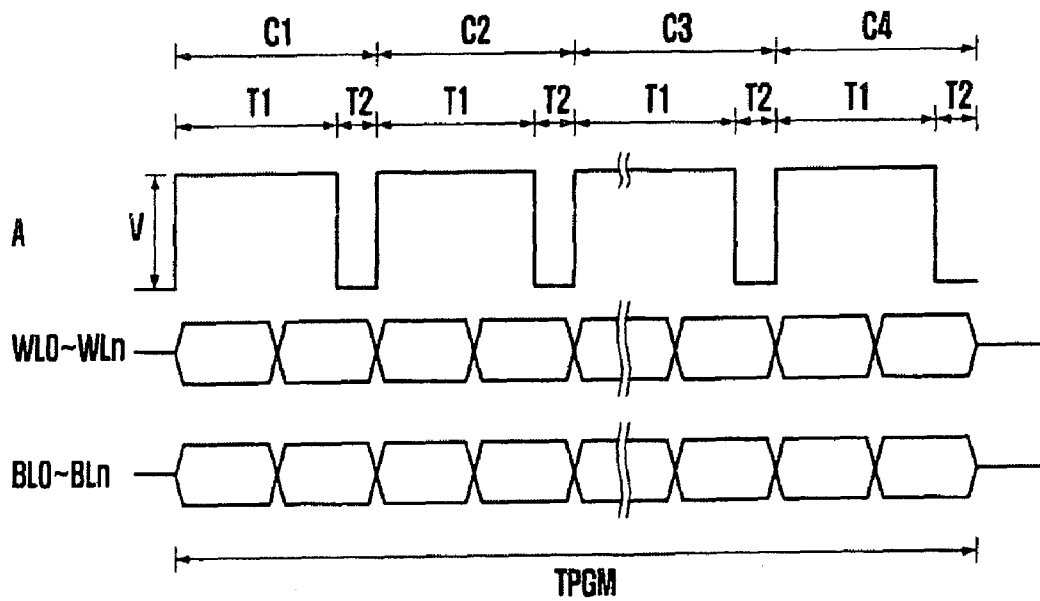 C1 C2 C3 C4
T1 T2 T1 T2 T1 T2 T1 T2
V
A
WL0~WLn
BL0~BLn
TPGM